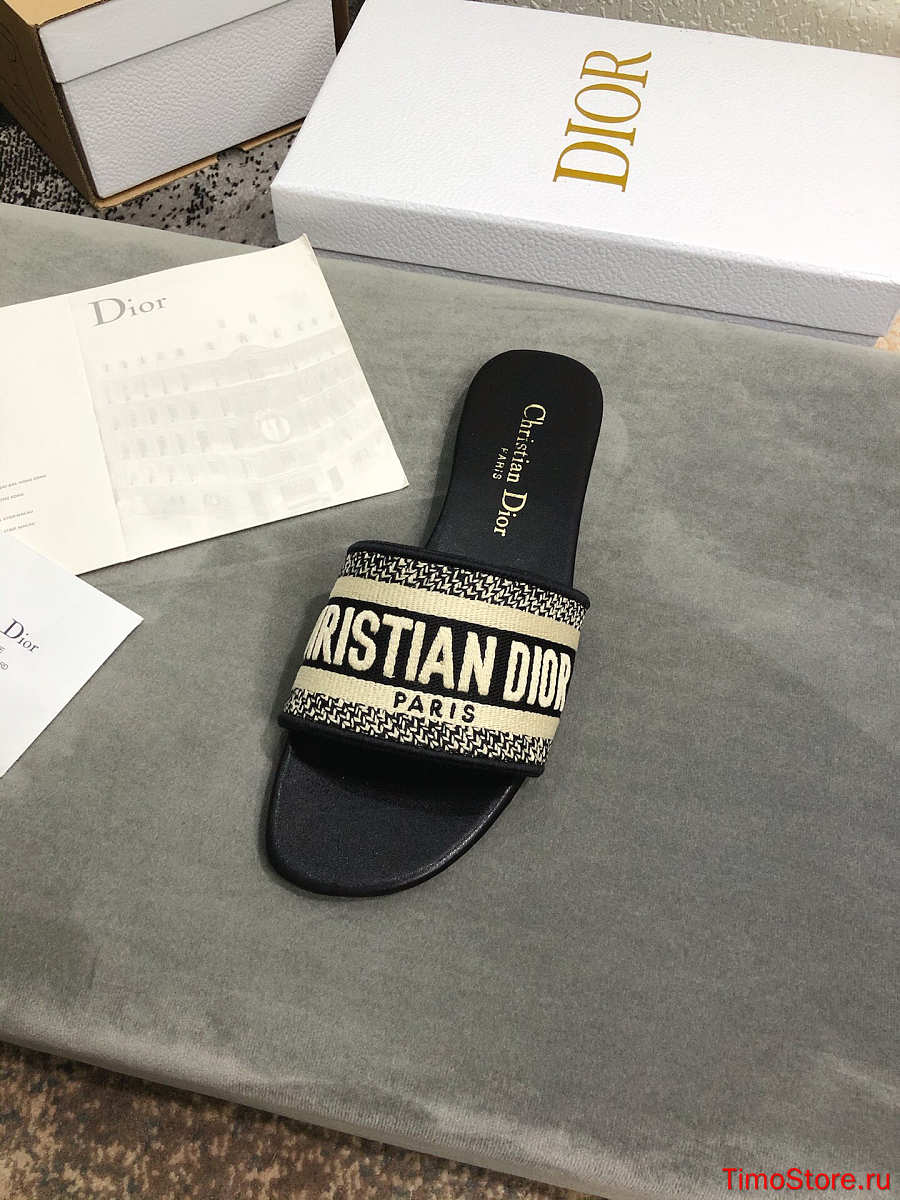 DIOR
Dior
Christian Dior
PARIS
RISTIAN DIOR
PARIS
Dior
TimoStore.ru